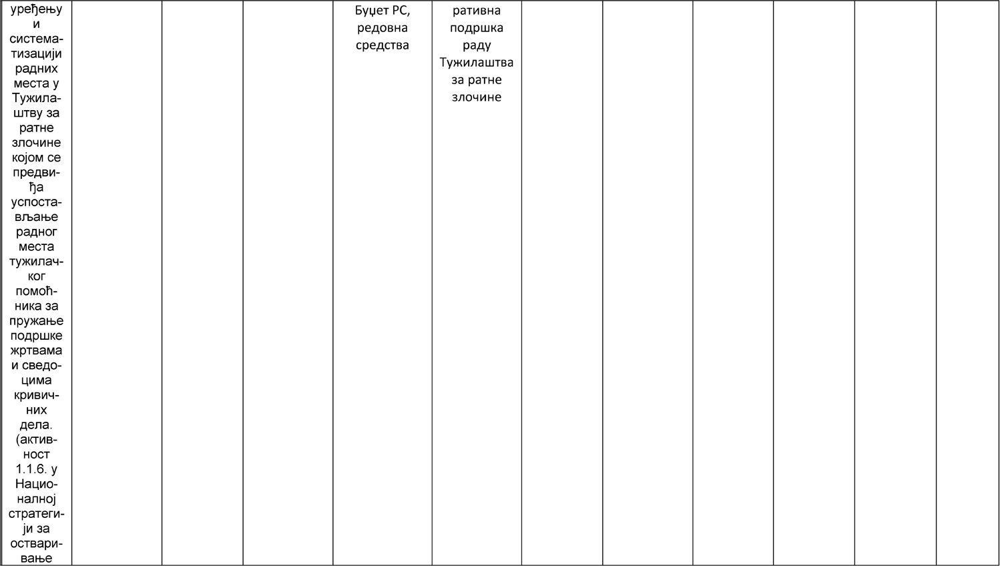 уређењу
и
система-
тизацији
радних
места у
Тужила-
штву за
ратне
злочине
којом се
предви-
ђа
успоста-
вљање
радног
места
тужилач-
ког
помоћ-
ника за
пружање
подршке
жртвама
и сведо-
цима
кривич-
них
дела.
(актив-
ност
1.1.6. у
Нацио-
налној
стратеги-
ји за
оствари-
вање
Буџет РС,
редовна
средства
ративна
подршка
раду
Тужилаштва
за ратне
злочине